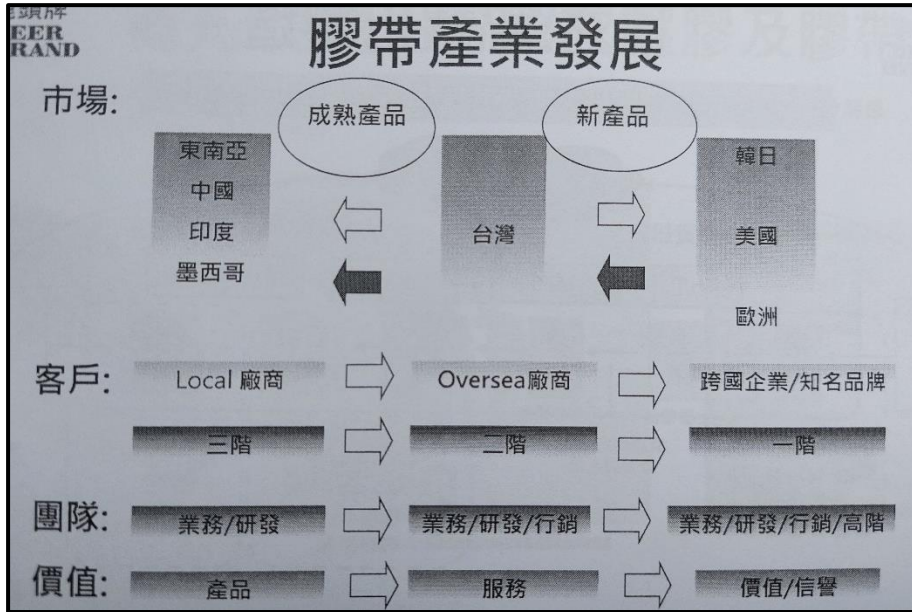 EER
RAND
膠帶產業發展
市場:
成熟產品
新產品
東南亞
中國
印度
墨西哥
台灣
韓日
美國
歐洲
客戶: Local 廠商 Oversea廠商 跨國企業/知名品牌
三階 二階 一階
團隊: 業務/研發 業務/研發/行銷 業務/研發/行銷/高階
價值: 產品 服務 價值/信譽